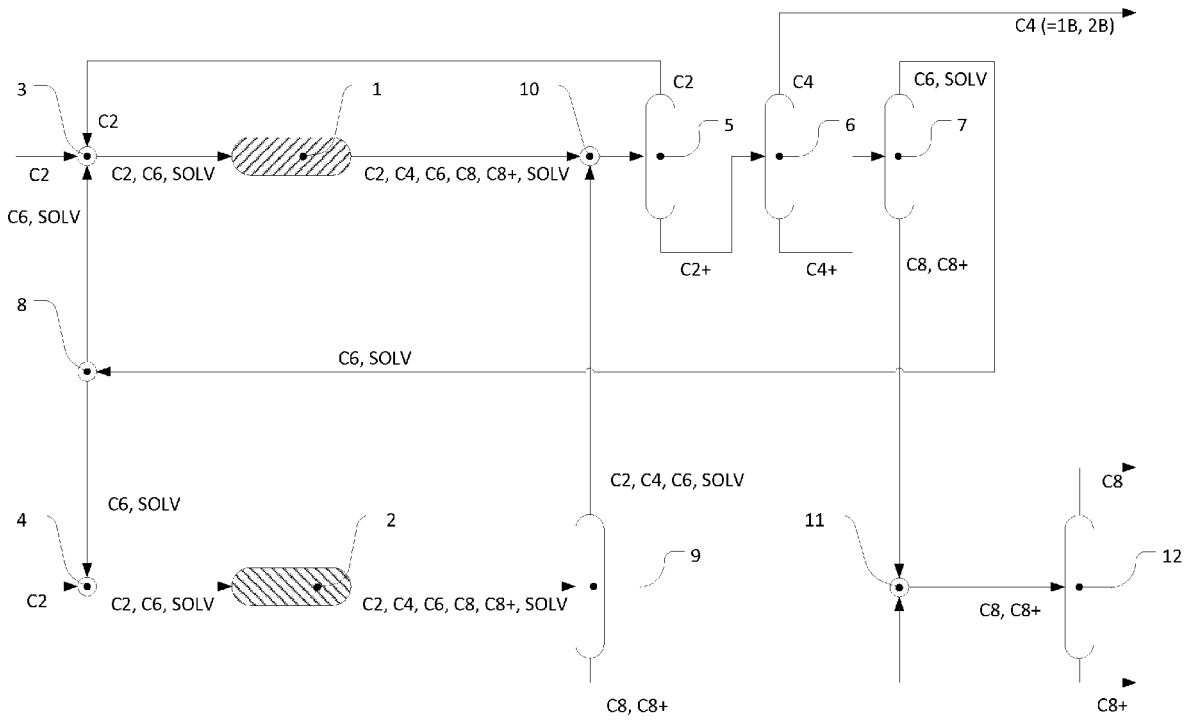 C4 (=1B, 2B)
C2
C4
C6, SOLV
3
1
10
5
6
7
C2
C2
C2, C6, SOLV
C2, C4, C6, C8, C8+, SOLV
C6, SOLV
C2+
C4+
C8, C8+
8
C6, SOLV
C2, C4, C6, SOLV
C8
C6, SOLV
4
2
11
9
12
C2
C2, C6, SOLV
C2, C4, C6, C8, C8+, SOLV
C8, C8+
C8, C8+
C8+